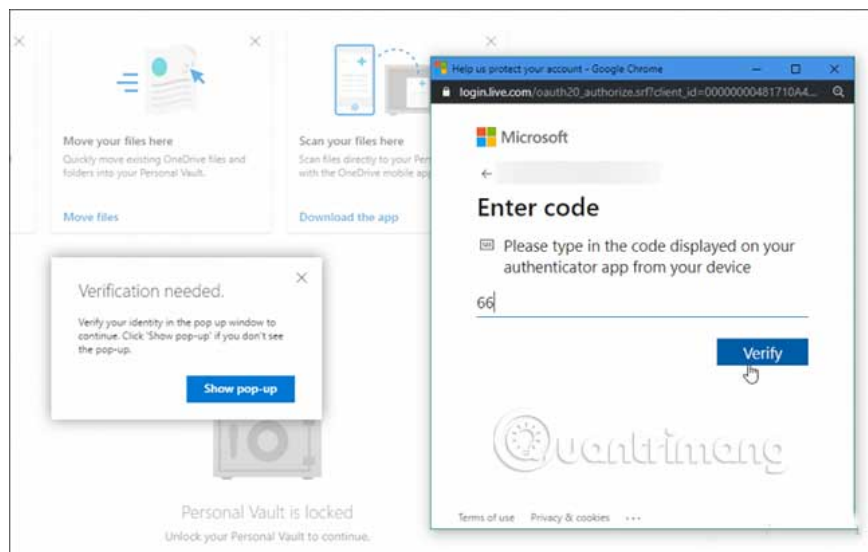 Move your files here
Quickly move existing OneDrive files and
folders into your Personal Vault.
Move files
Scan your files here
Scan files directly to your Per
with the OneDrive mobile app
Download the app
Verification needed.
Verify your identity in the pop up window to
continue. Click 'Show pop-up' if you don't see
the pop-up.
Show pop-up
Personal Vault is locked
Unlock your Personal Vault to continue.
Help us protect your account - Google Chrome
login.live.com/oauth20_authorize.srf?client_id=00000000481710A4...
Microsoft
Enter code
Please type in the code displayed on your
authenticator app from your device
66
Verify
Quantrimang
Terms of use Privacy & cookies ...